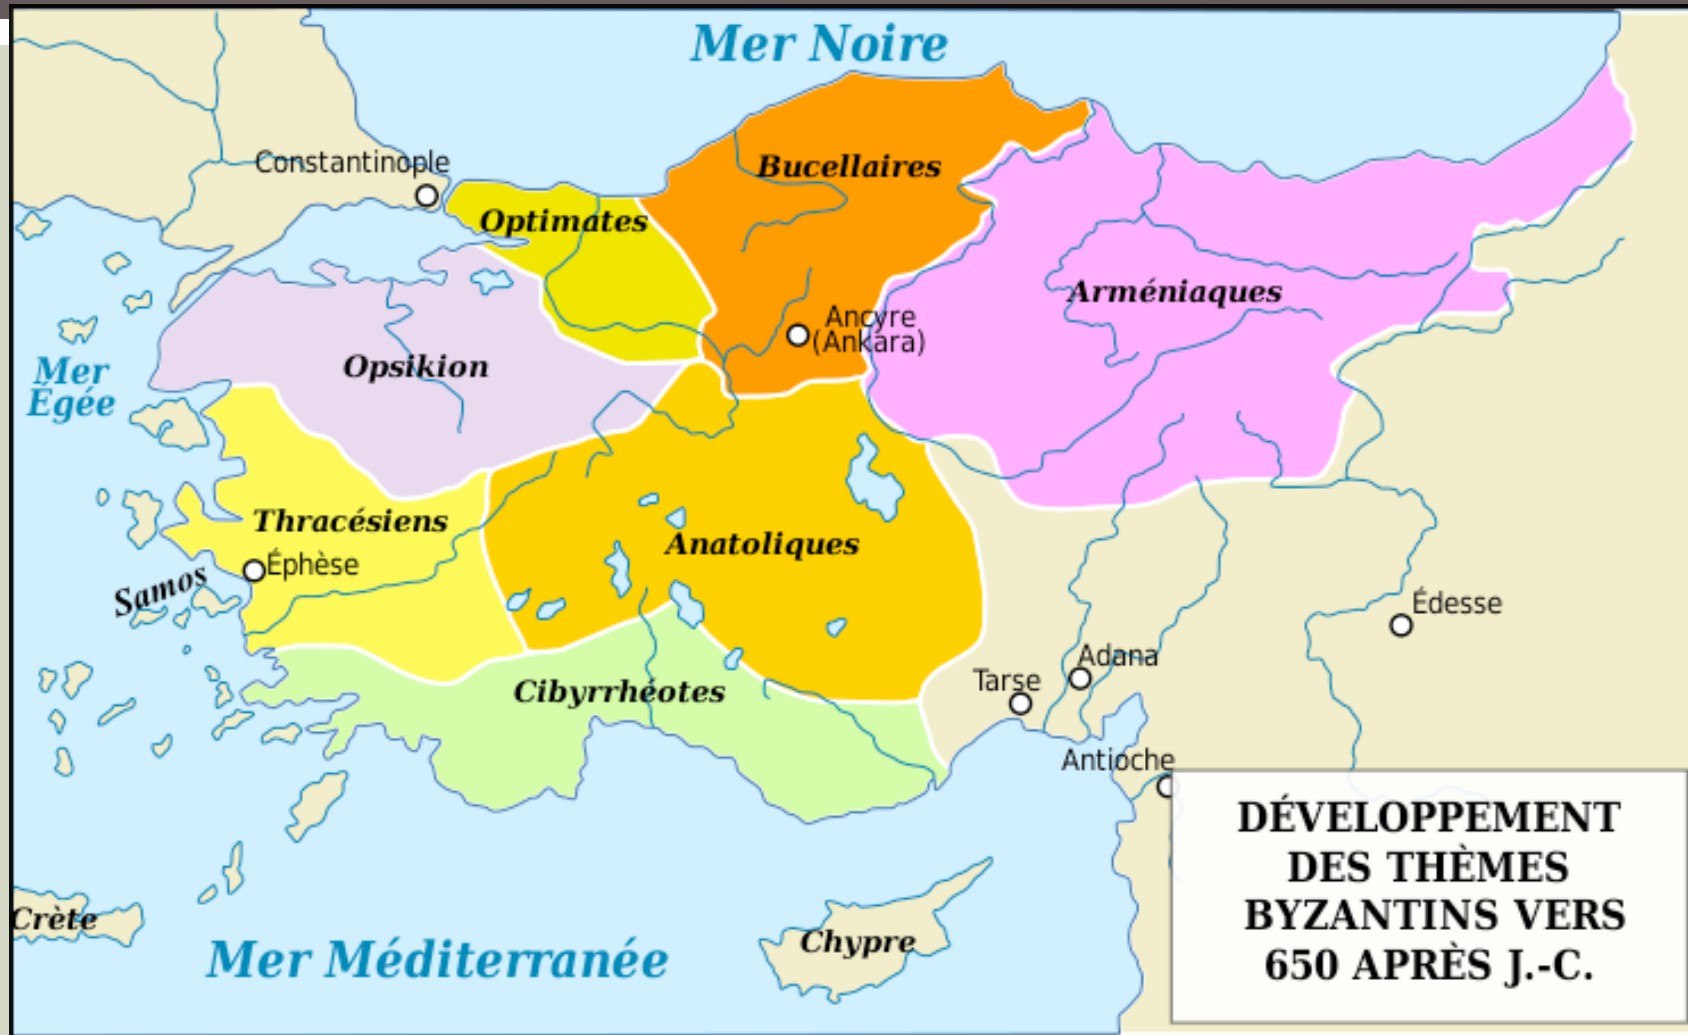 Mer Noire
Constantinople
Bucellaires
Optimates
Arméniaques
Ancyre
(Ankara)
Mer
Égée
Opsikion
Thracésiens
Anatoliques
Éphèse
Samos
Édesse
Adana
Tarse
Cibyrrhéotes
Antioche
DÉVELOPPEMENT
DES THÈMES
BYZANTINS VERS
650 APRÈS J.-C.
Crète
Chypre
Mer Méditerranée